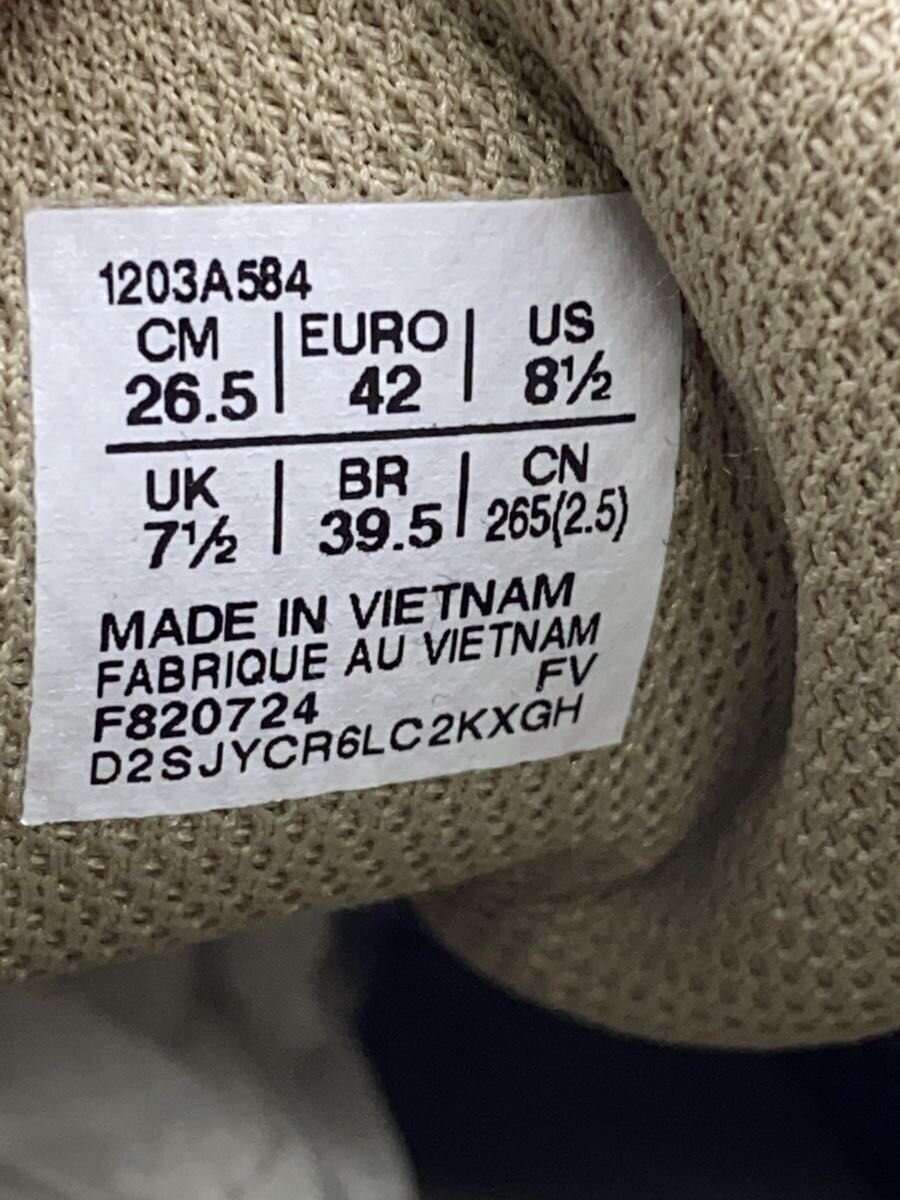 1203A584
CM | EURO | US
26.5 | 42 | 8½
UK | BR | CN
7½ | 39.5 | 265(2.5)
MADE IN VIETNAM
FABRIQUE AU VIETNAM
FV
F820724
D2SJYCR6LC2KXGH